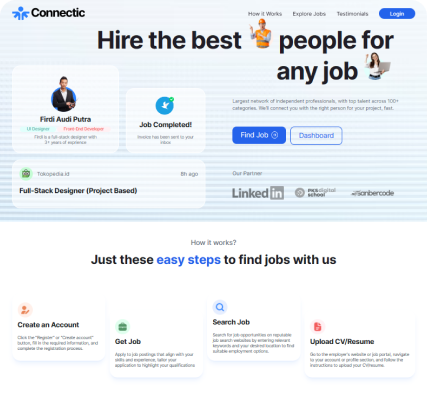 Connectic
How it Works
Explore Jobs
Testimonials
Login
Hire the best people for
any job
Firdi Audi Putra
UI Designer
Front-End Developer
Firdi is a full-stack designer with
3+ years of experience
Job Completed!
Invoice has been sent to your
inbox
Tokopedia.id
8h ago
Full-Stack Designer (Project Based)
Largest network of independent professionals, with top talent across 100+
categories. We'll connect you with the right person for your project, fast.
Find Job
Dashboard
Our Partner
LinkedIn
digital
school
sanbercode
How it works?
Just these easy steps to find jobs with us
Create an Account
Click the "Register" or "Create account"
button, fill in the required information, and
complete the registration process.
Get Job
Apply to job postings that align with your
skills and experience, tailor your
application to highlight your qualifications
Search Job
Search for job opportunities on reputable
job search websites by entering relevant
keywords and your desired location to find
suitable employment options.
Upload CV/Resume
Go to the employer's website or job portal, navigate
to your account or profile section, and follow the
instructions to upload your CV/resume.